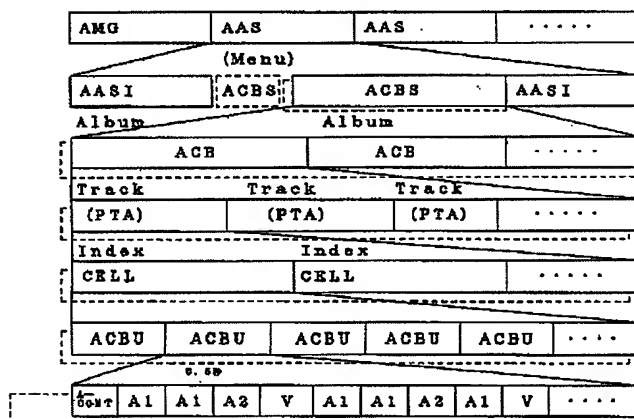 AMG AAS AAS .....
(Menu)
AASI ACBS ACBS AASI
Album Album
ACB ACB .....
Track Track Track
(PTA) (PTA) (PTA) .....
Index Index
CELL CELL .....
ACBU ACBU ACBU ACBU ACBU ....
A- CONT A1 A1 A2 V A1 A1 A2 A1 V .....